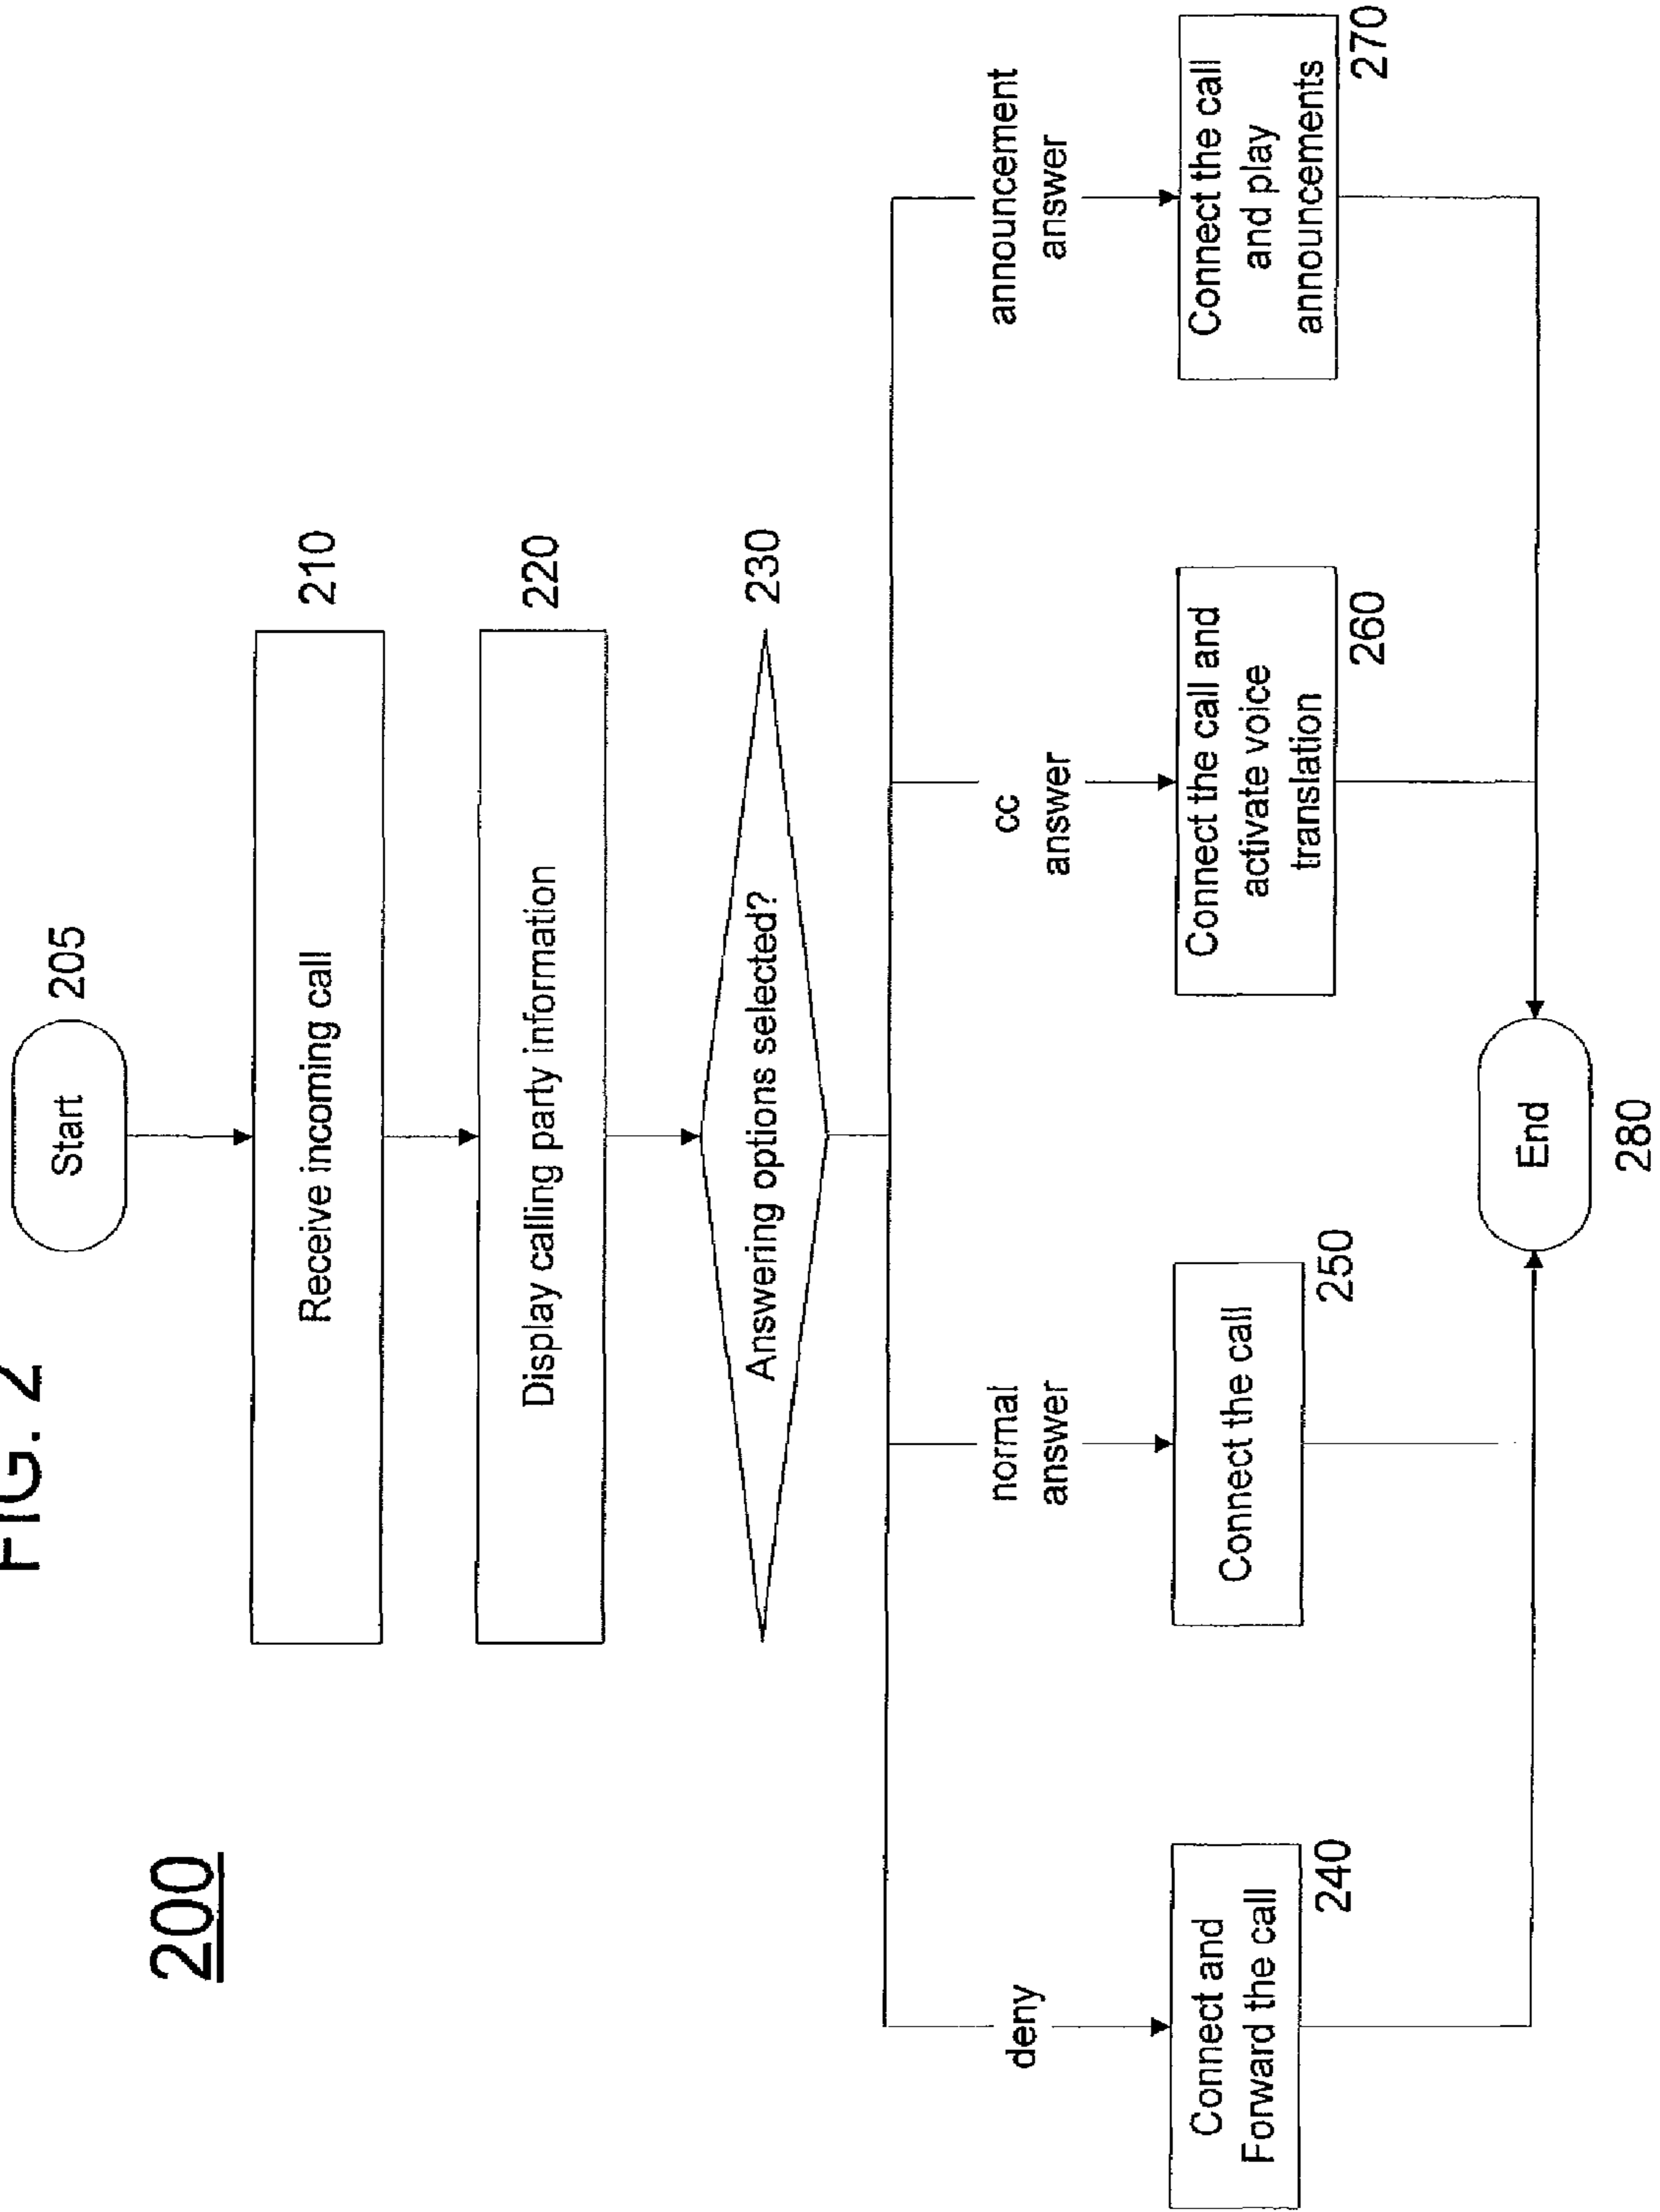 FIG. 2
200
Start
205
Receive incoming call
210
Display calling party information
220
Answering options selected?
230
deny
normal
answer
cc
answer
announcement
answer
Connect and
Forward the call
240
Connect the call
250
Connect the call and
activate voice
translation
260
Connect the call
and play
announcements
270
End
280